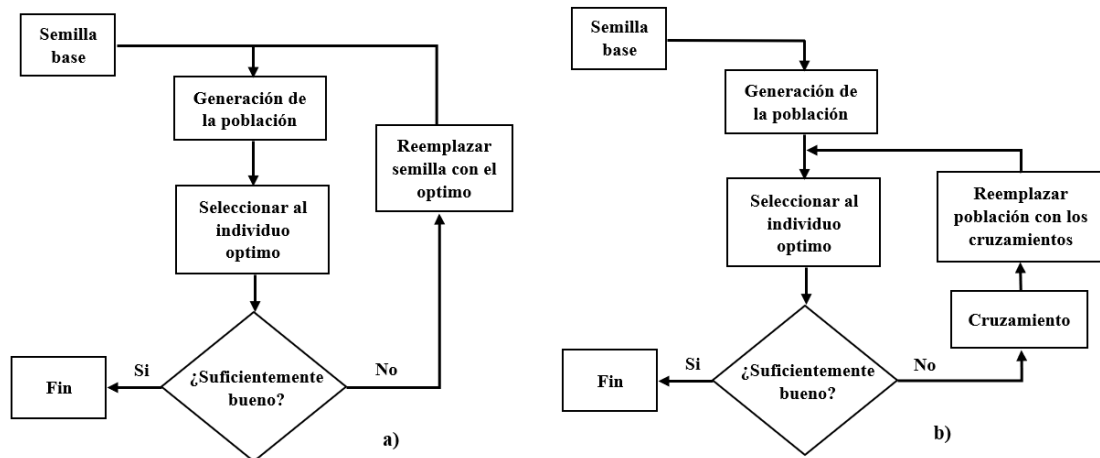 Semilla
base
Generación de
la población
Reemplazar
semilla con el
optimo
Seleccionar al
individuo
optimo
¿Suficientemente
bueno?
Si
No
Fin
a)
Semilla
base
Generación de
la población
Seleccionar al
individuo
optimo
Reemplazar
población con los
cruzamientos
Cruzamiento
¿Suficientemente
bueno?
Si
No
Fin
b)